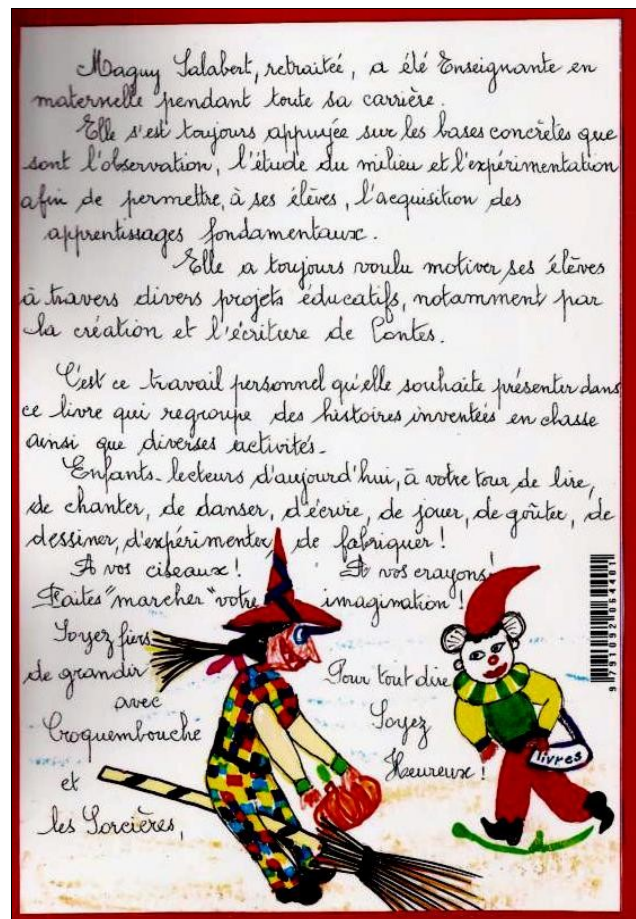 Maguy Salabert, retraitée, a été Enseignante en
maternelle pendant toute sa carrière.
Elle s'est toujours appuyée sur les bases concrètes que
sont l'observation, l'étude du milieu et l'expérimentation
afin de permettre, à ses élèves, l'acquisition des
apprentissages fondamentaux.
Elle a toujours voulu motiver ses élèves
à travers divers projets éducatifs, notamment par
la création et l'écriture de Contes.
C'est ce travail personnel qu'elle souhaite présenter dans
ce livre qui regroupe des histoires inventées en classe
ainsi que diverses activités.
Enfants-lecteurs d'aujourd'hui, à votre tour de lire,
de chanter, de danser, d'écrire, de jouer, de goûter, de
dessiner, d'expérimenter, de fabriquer !
A vos ciseaux ! A vos crayons !
Faites "marcher" votre imagination !
Soyez fiers
de grandir
avec
Croquembouche
et
les Sorcières,
Pour tout dire
Soyez
Heureux !
livres
9 791092 064401